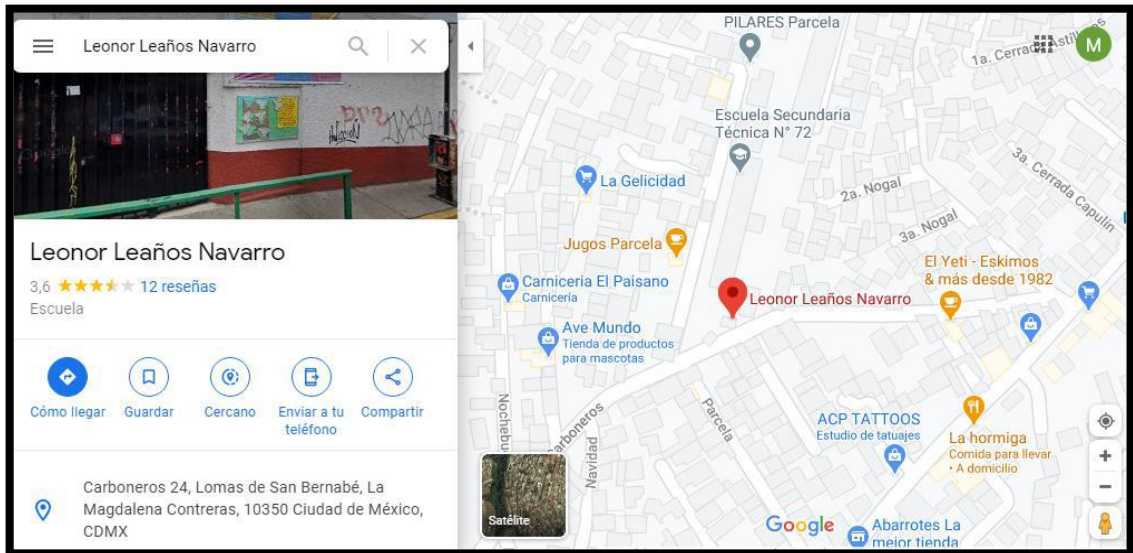 Leonor Leaños Navarro
Leonor Leaños Navarro
3,6
12 reseñas
Escuela
Cómo llegar
Guardar
Cercano
Enviar a tu
teléfono
Compartir
Carboneros 24, Lomas de San Bernabé, La
Magdalena Contreras, 10350 Ciudad de México,
CDMX
PILARES Parcela
1a. Cerrada
M
Escuela Secundaria
Técnica N° 72
3a. Cerrada Capulín
La Gelicidad
2a. Nogal
3a. Nogal
Jugos Parcela
El Yeti - Eskimos
& más desde 1982
Carniceria El Paisano
Carnicería
Leonor Leaños Navarro
Ave Mundo
Tienda de productos
para mascotas
Parcela
ACP TATTOOS
Estudio de tatuajes
La hormiga
Comida para llevar
• A domicilio
Navidad
Satélite
Google
Abarrotes La
mejor tienda